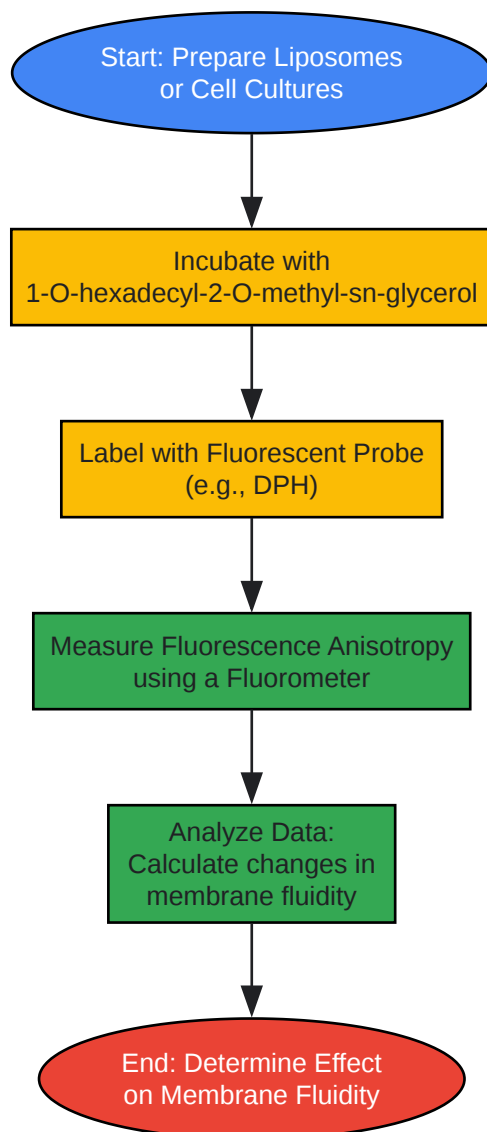 Start: Prepare Liposomes
or Cell Cultures
Incubate with
1-O-hexadecyl-2-O-methyl-sn-glycerol
Label with Fluorescent Probe
(e.g., DPH)
Measure Fluorescence Anisotropy
using a Fluorometer
Analyze Data:
Calculate changes in
membrane fluidity
End: Determine Effect
on Membrane Fluidity